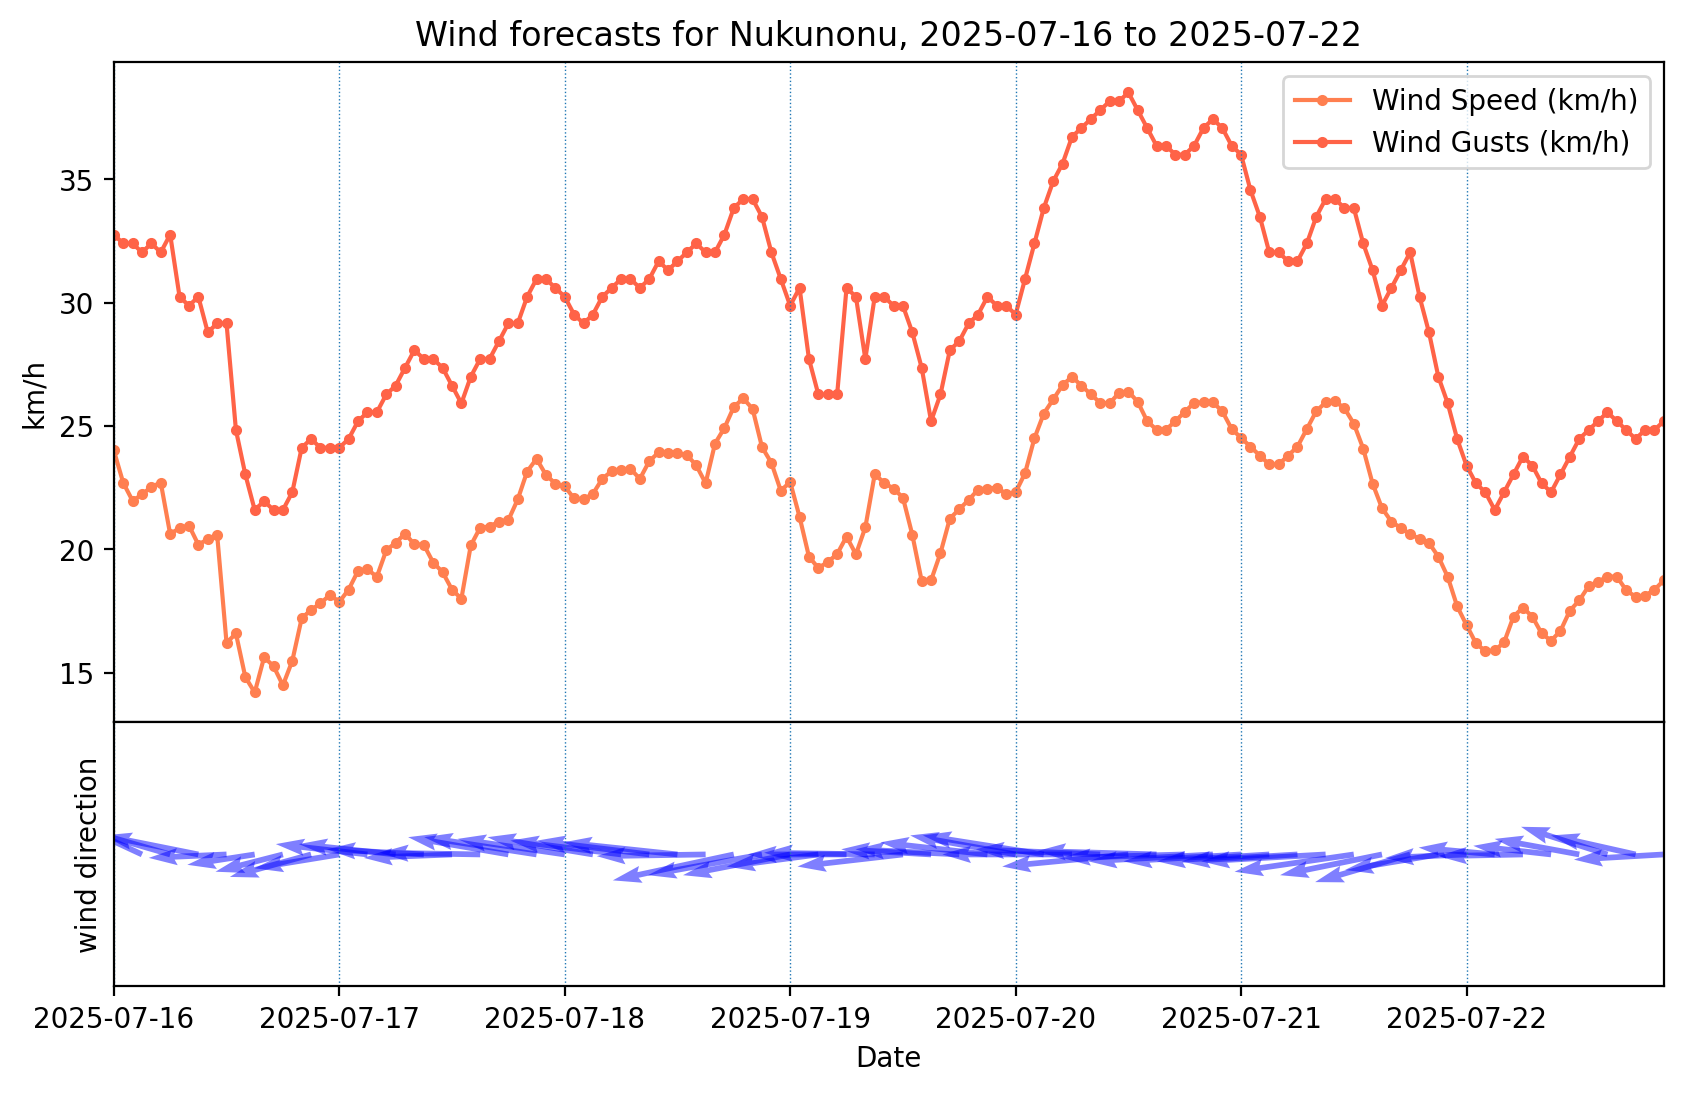 Wind forecasts for Nukunonu, 2025-07-16 to 2025-07-22
Wind Speed (km/h)
Wind Gusts (km/h)
35
30
25
20
15
km/h
wind direction
2025-07-16
2025-07-17
2025-07-18
2025-07-19
2025-07-20
2025-07-21
2025-07-22
Date